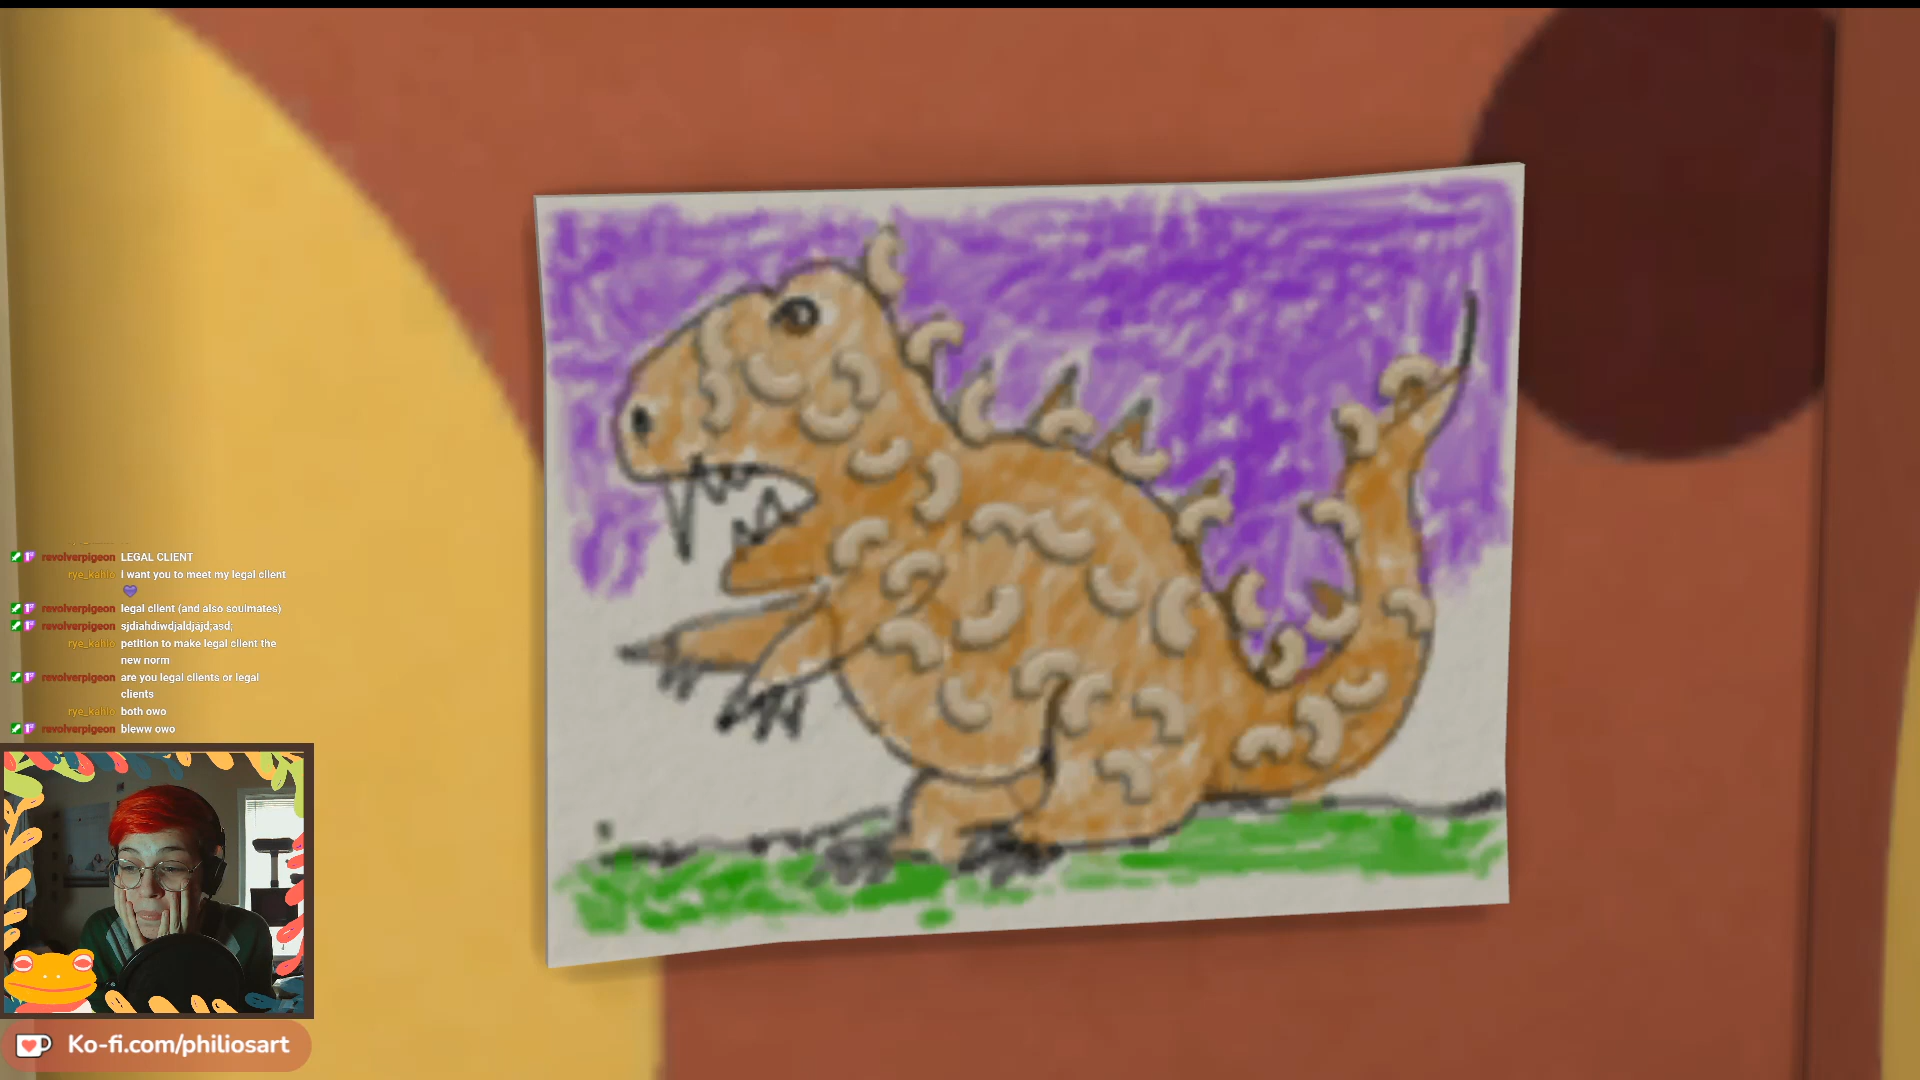 revolverpigeon LEGAL CLIENT
rye_kahlo I want you to meet my legal client
revolverpigeon legal client (and also soulmates)
revolverpigeon sjdiahdiwdjaldjajd;asd;
rye_kahlo petition to make legal client the
new norm
revolverpigeon are you legal clients or legal
clients
rye_kahlo both owo
revolverpigeon bleww owo
Ko-fi.com/philiosart